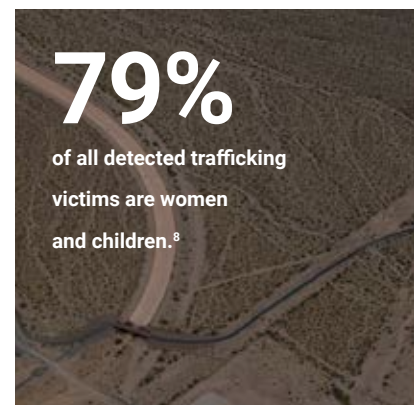 79%
of all detected trafficking
victims are women
and children.⁸